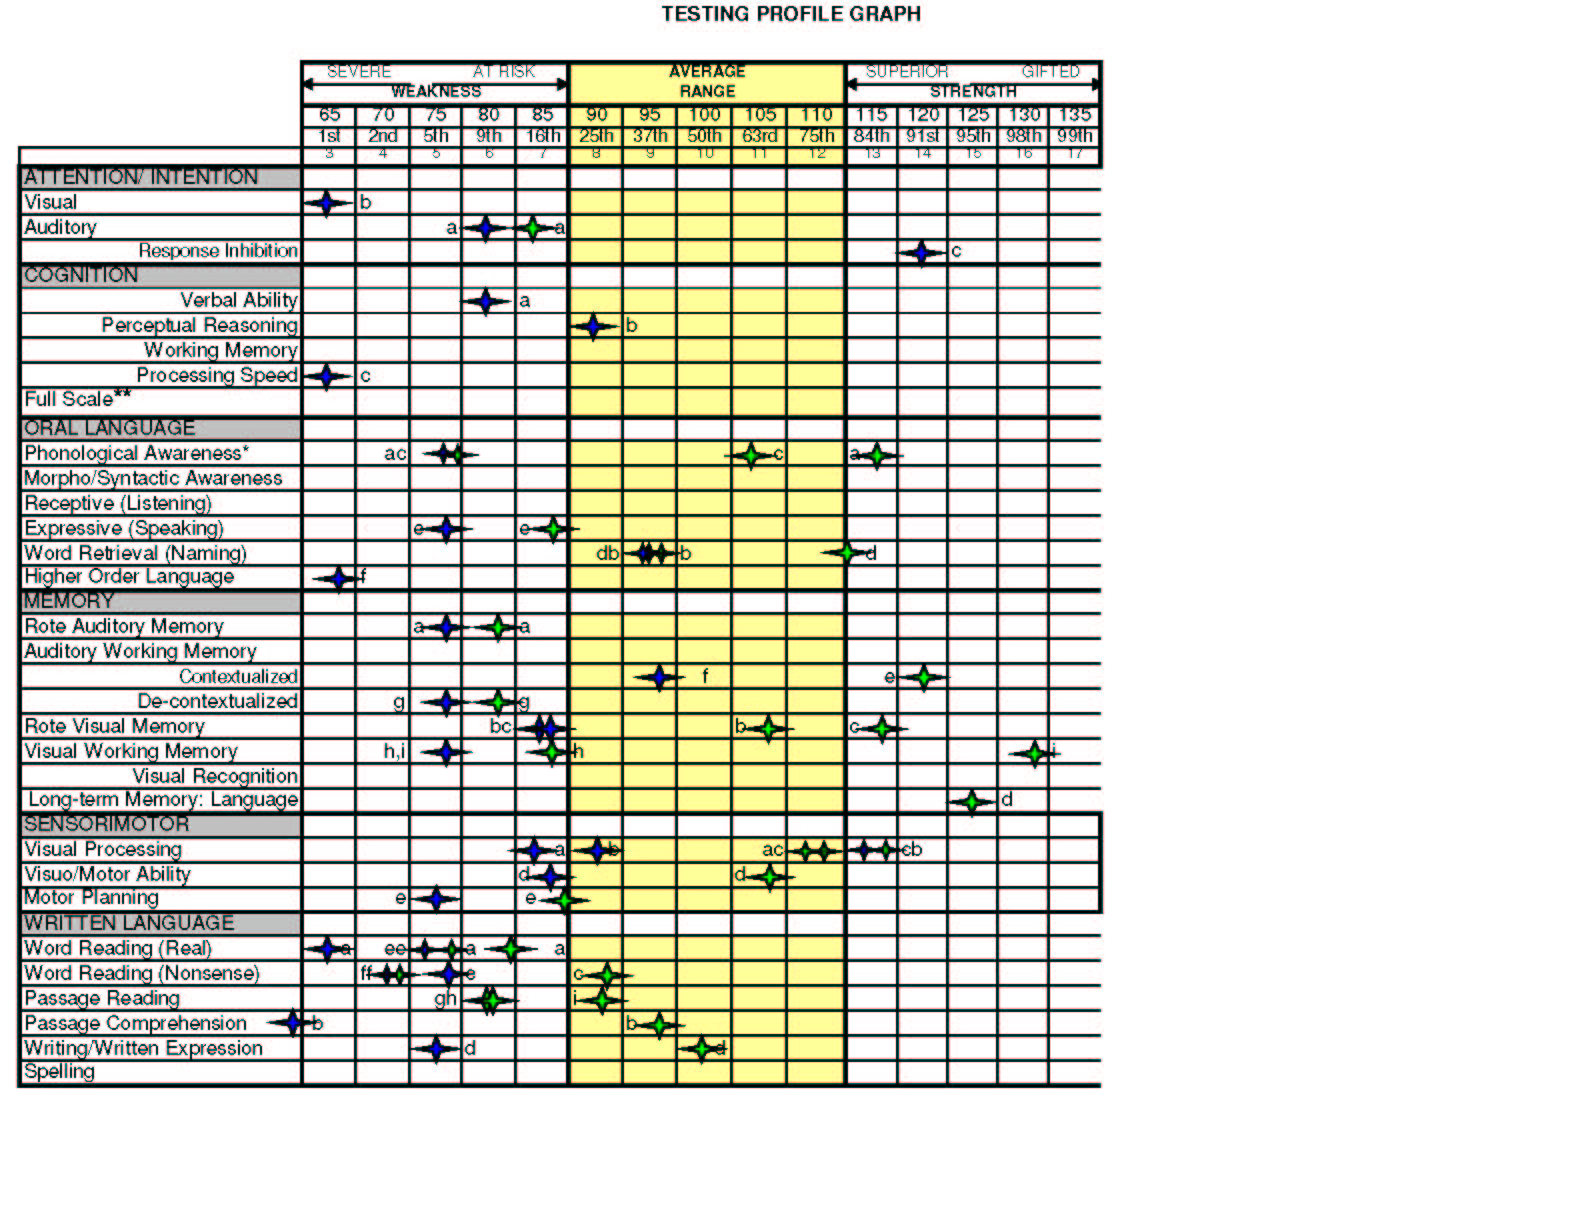 TESTING PROFILE GRAPH
SEVERE AT RISK AVERAGE SUPERIOR GIFTED
WEAKNESS RANGE STRENGTH
65 70 75 80 85 90 95 100 105 110 115 120 125 130 135
1st 2nd 5th 9th 16th 25th 37th 50th 63rd 75th 84th 91st 95th 98th 99th
3 4 5 6 7 8 9 10 11 12 13 14 15 16 17
ATTENTION/ INTENTION
Visual b
Auditory a a
Response Inhibition c
COGNITION
Verbal Ability a
Perceptual Reasoning b
Working Memory
Processing Speed c
Full Scale**
ORAL LANGUAGE
Phonological Awareness* ac c a
Morpho/Syntactic Awareness
Receptive (Listening)
Expressive (Speaking) e e
Word Retrieval (Naming) db b d
Higher Order Language f
MEMORY
Rote Auditory Memory a a
Auditory Working Memory
Contextualized f e
De-contextualized g g
Rote Visual Memory bc b c
Visual Working Memory h,i h i
Visual Recognition
Long-term Memory: Language d
SENSORIMOTOR
Visual Processing a b ac cb
Visuo/Motor Ability d d
Motor Planning e e
WRITTEN LANGUAGE
Word Reading (Real) a ee a a
Word Reading (Nonsense) ff e c
Passage Reading gh i
Passage Comprehension b b
Writing/Written Expression d d
Spelling